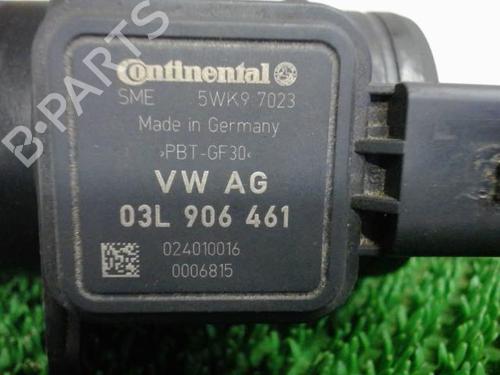 Continental
SME 5WK9 7023
Made in Germany
>PBT-GF30<
VW AG
03L 906 461
024010016
0006815
B-PARTS